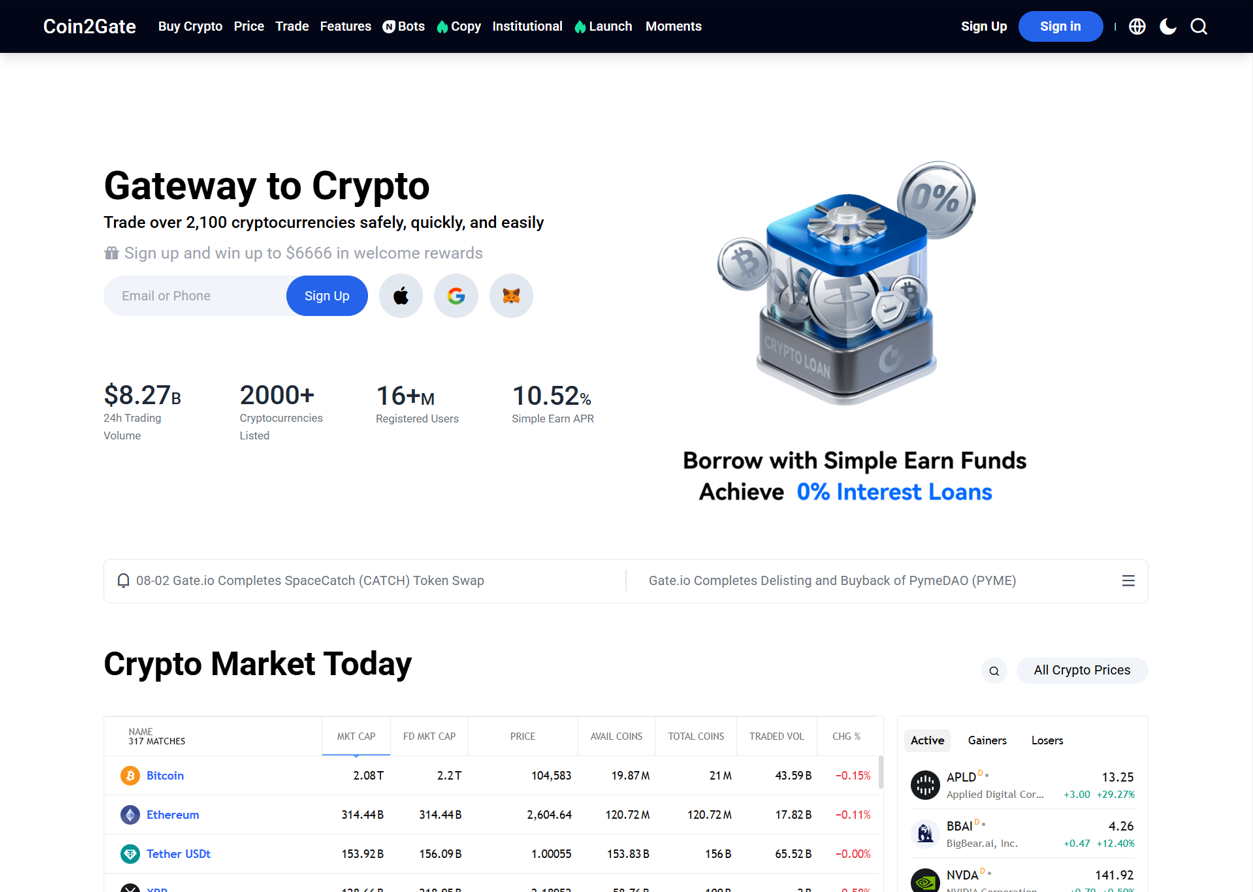 Coin2Gate Buy Crypto Price Trade Features N Bots Copy Institutional Launch Moments Sign Up Sign in
Gateway to Crypto
Trade over 2,100 cryptocurrencies safely, quickly, and easily
Sign up and win up to $6666 in welcome rewards
Email or Phone Sign Up
$8.27B 2000+ 16+M 10.52%
24h Trading Volume
Cryptocurrencies Listed
Registered Users
Simple Earn APR
0%
CRYPTO LOAN
Borrow with Simple Earn Funds
Achieve 0% Interest Loans
08-02 Gate.io Completes SpaceCatch (CATCH) Token Swap
Gate.io Completes Delisting and Buyback of PymeDAO (PYME)
Crypto Market Today
All Crypto Prices
NAME
317 MATCHES
MKT CAP FD MKT CAP PRICE AVAIL COINS TOTAL COINS TRADED VOL CHG %
Bitcoin 2.08T 2.2T 104,583 19.87M 21M 43.59B −0.15%
Ethereum 314.44B 314.44B 2,604.64 120.72M 120.72M 17.82B −0.11%
Tether USDt 153.92B 156.09B 1.00055 153.83B 156B 65.52B −0.00%
XRP
Active Gainers Losers
APLD D 13.25
Applied Digital Cor... +3.00 +29.27%
BBAI D 4.26
BigBear.ai, Inc. +0.47 +12.40%
NVDA D 141.92
NVIDIA Corporation